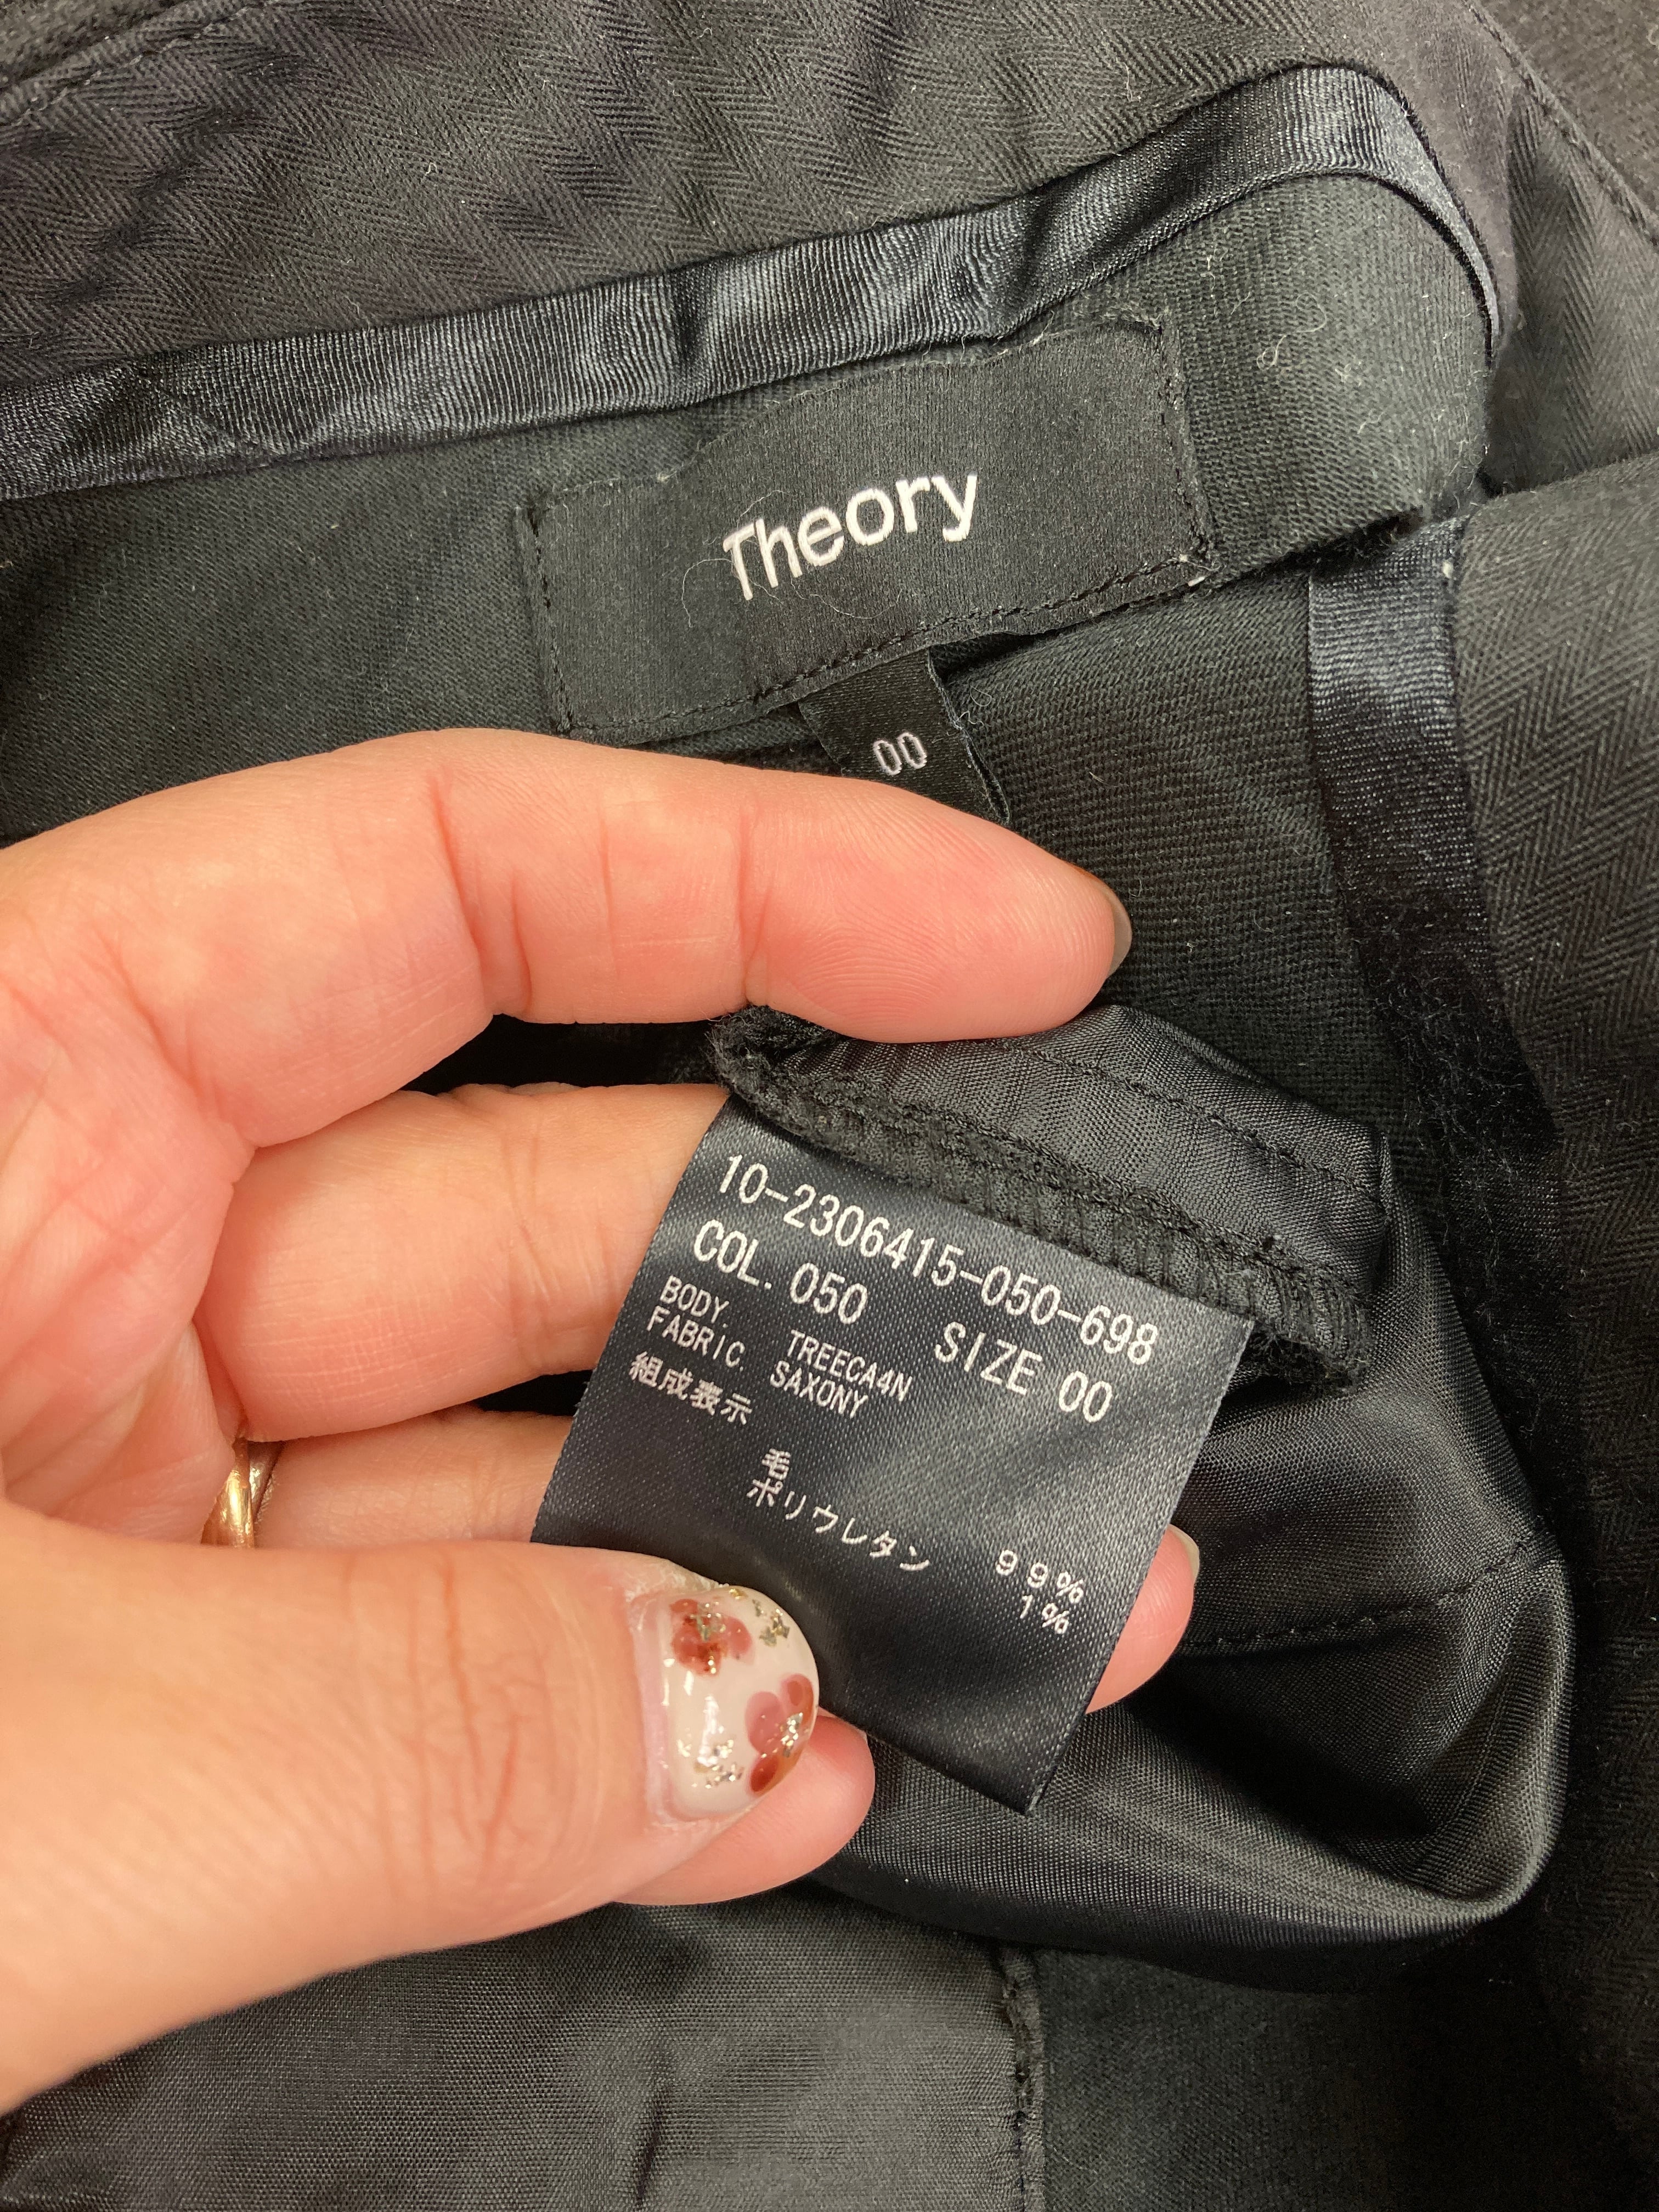 Theory
00
10-2306415-050-698
COL. 050 SIZE 00
BODY. TREECA4N
FABRIC. SAXONY
組成表示
毛 99%
ポリウレタン 1%